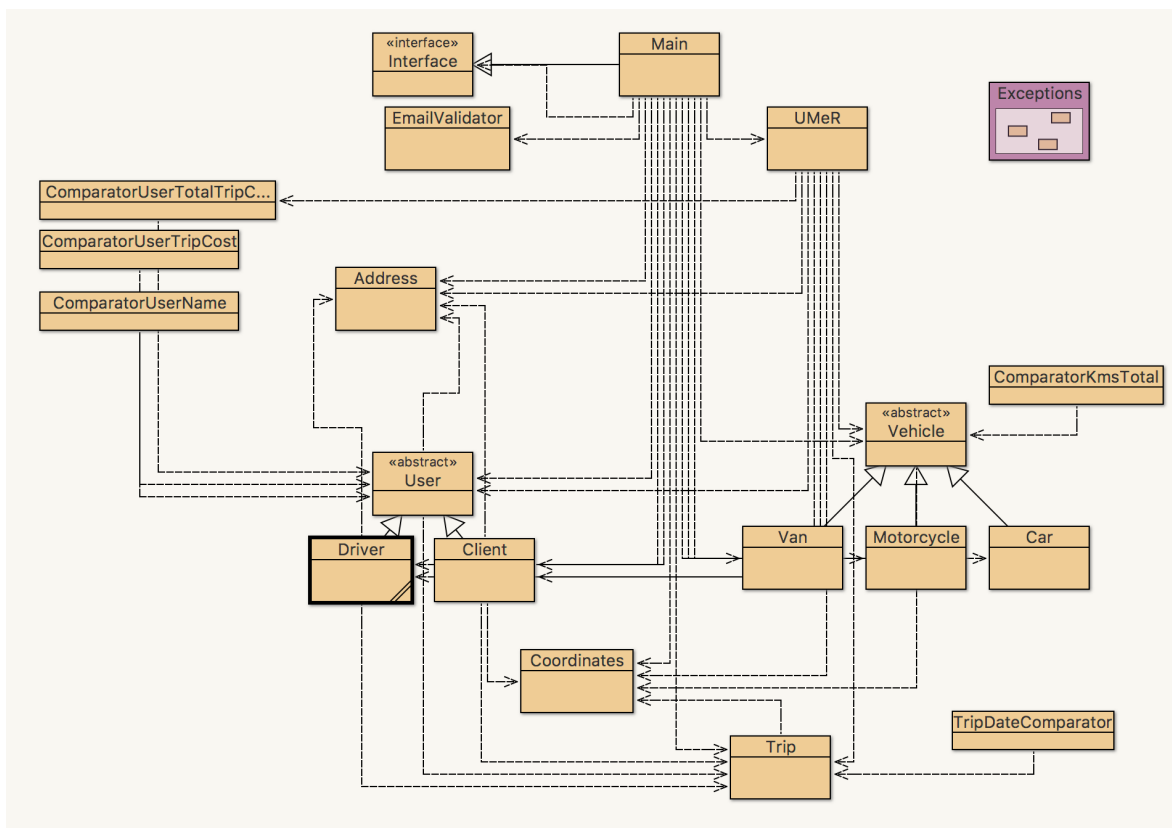 «interface»
Interface
Main
Exceptions
EmailValidator
UMeR
ComparatorUserTotalTripC...
ComparatorUserTripCost
Address
ComparatorUserName
ComparatorKmsTotal
«abstract»
Vehicle
«abstract»
User
Van
Motorcycle
Car
Driver
Client
Coordinates
TripDateComparator
Trip